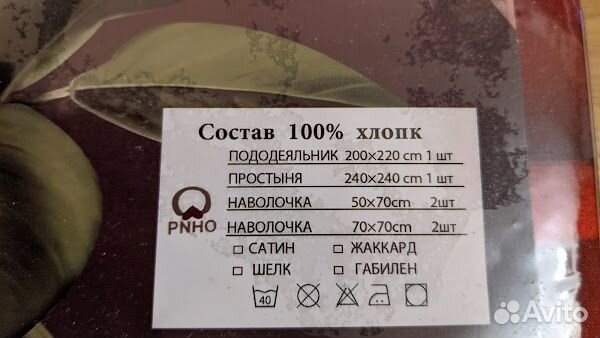 Состав 100% хлопк
ПОДОДЕЯЛЬНИК 200×220 cm 1 шт
ПРОСТЫНЯ 240×240 cm 1 шт
НАВОЛОЧКА 50×70cm 2шт
НАВОЛОЧКА 70×70cm 2шт
PNHO
САТИН ЖАККАРД
ШЕЛК ГАБИЛЕН
40
Avito